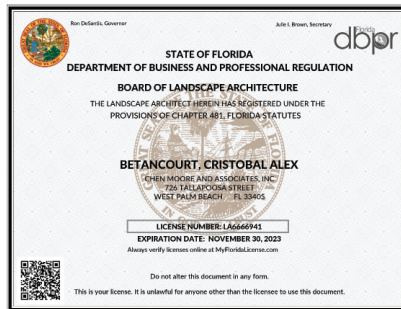 Ron DeSantis, Governor
Julie I. Brown, Secretary
Florida
dbpr
STATE OF FLORIDA
DEPARTMENT OF BUSINESS AND PROFESSIONAL REGULATION
BOARD OF LANDSCAPE ARCHITECTURE
THE LANDSCAPE ARCHITECT HEREIN HAS REGISTERED UNDER THE
PROVISIONS OF CHAPTER 481, FLORIDA STATUTES
BETANCOURT, CRISTOBAL ALEX
CHEN MOORE AND ASSOCIATES, INC.
726 TALLAPOOSA STREET
WEST PALM BEACH FL 33405
LICENSE NUMBER: LA6666941
EXPIRATION DATE: NOVEMBER 30, 2023
Always verify licenses online at MyFloridaLicense.com
Do not alter this document in any form.
This is your license. It is unlawful for anyone other than the licensee to use this document.